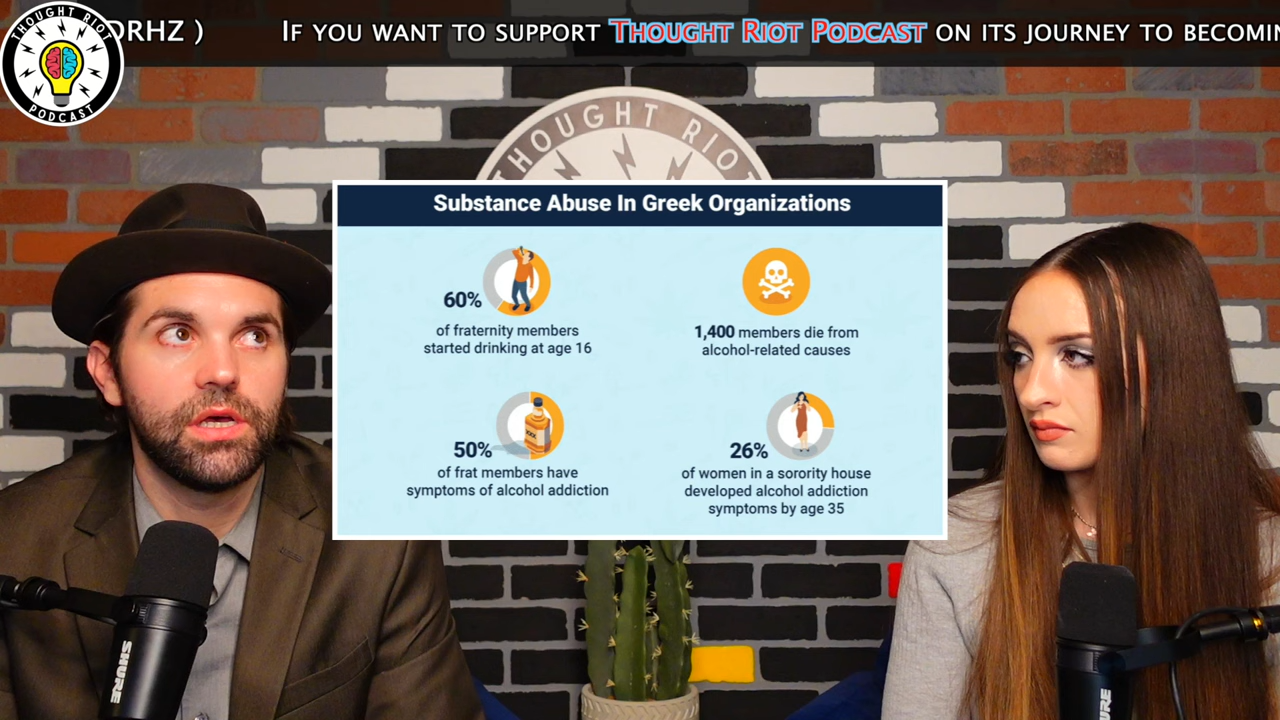 DRHZ ) IF YOU WANT TO SUPPORT THOUGHT RIOT PODCAST ON ITS JOURNEY TO BECOMIN
THOUGHT RIOT
PODCAST
THOUGHT RIOT
Substance Abuse In Greek Organizations
60%
of fraternity members
started drinking at age 16
1,400 members die from
alcohol-related causes
50%
of frat members have
symptoms of alcohol addiction
XXX
26%
of women in a sorority house
developed alcohol addiction
symptoms by age 35
SHURE
URE